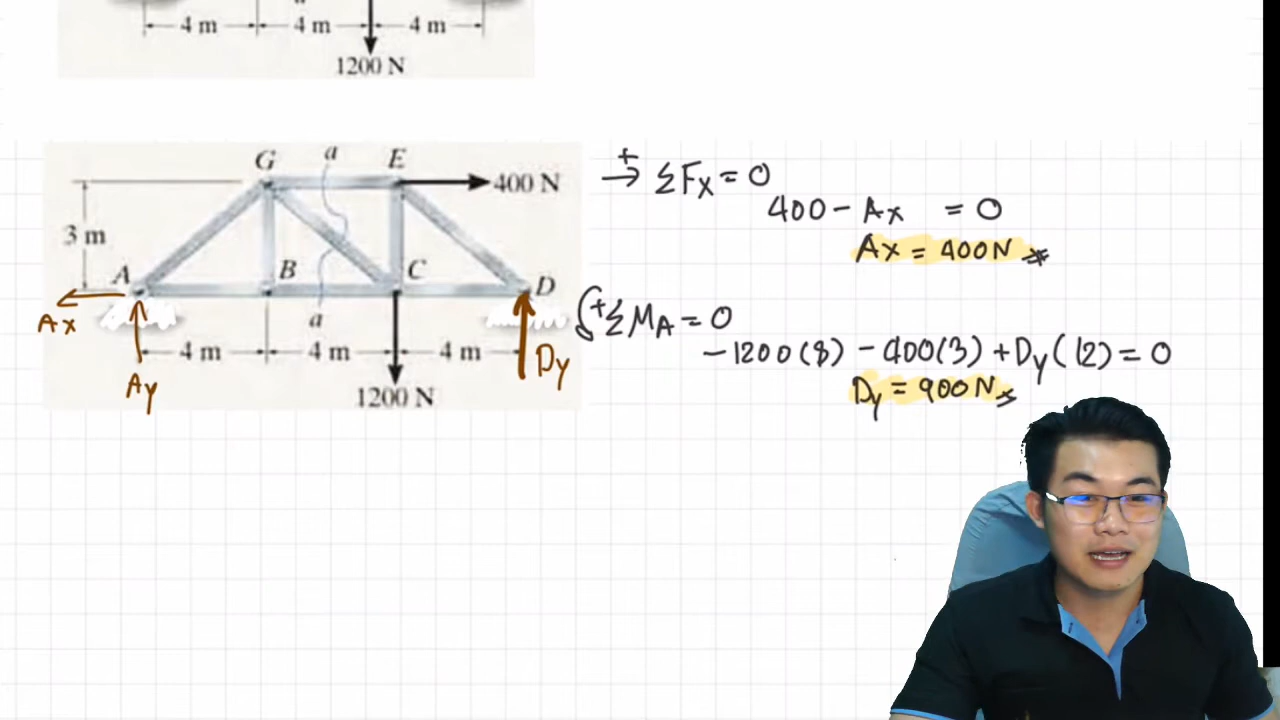 4 m 4 m 4 m
1200 N
G a E
400 N
3 m
A B C D
Ax
a
4 m 4 m 4 m
Ay
Dy
1200 N
+→ ΣFx = 0
400 - Ax = 0
Ax = 400N
+ΣMA = 0
-1200(8) - 400(3) + Dy(12) = 0
Dy = 900N